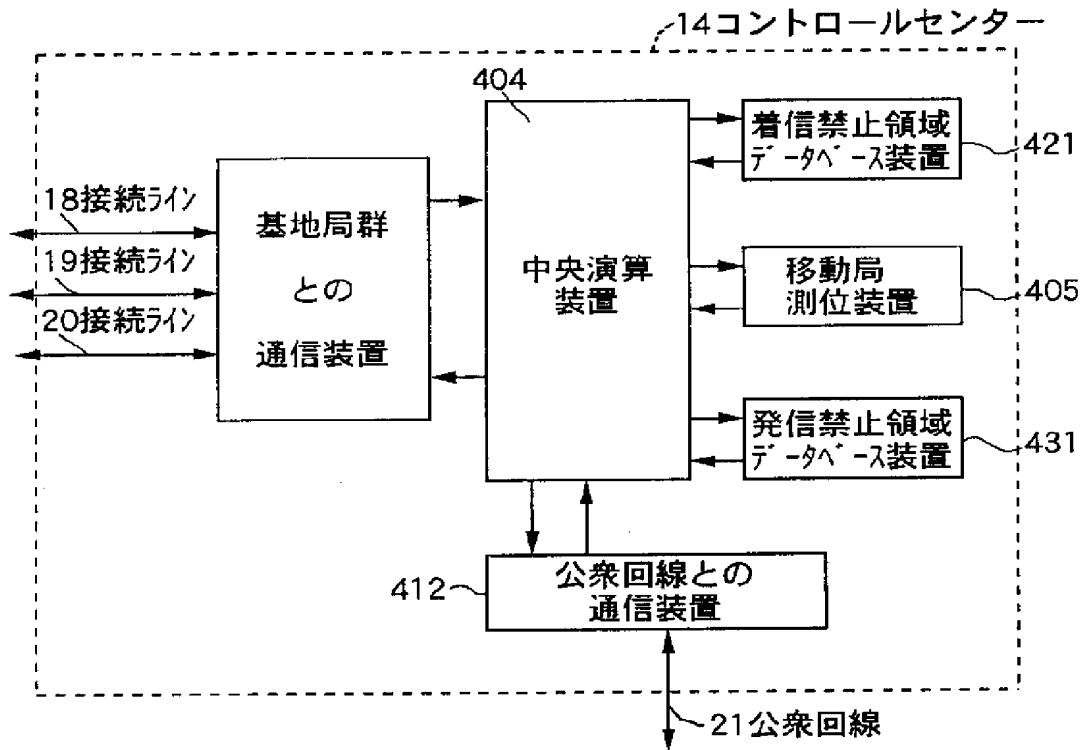 14コントロールセンター
404
着信禁止領域
データベース装置
421
18接続ライン
19接続ライン
20接続ライン
基地局群
との
通信装置
中央演算
装置
移動局
測位装置
405
発信禁止領域
データベース装置
431
412
公衆回線との
通信装置
21公衆回線